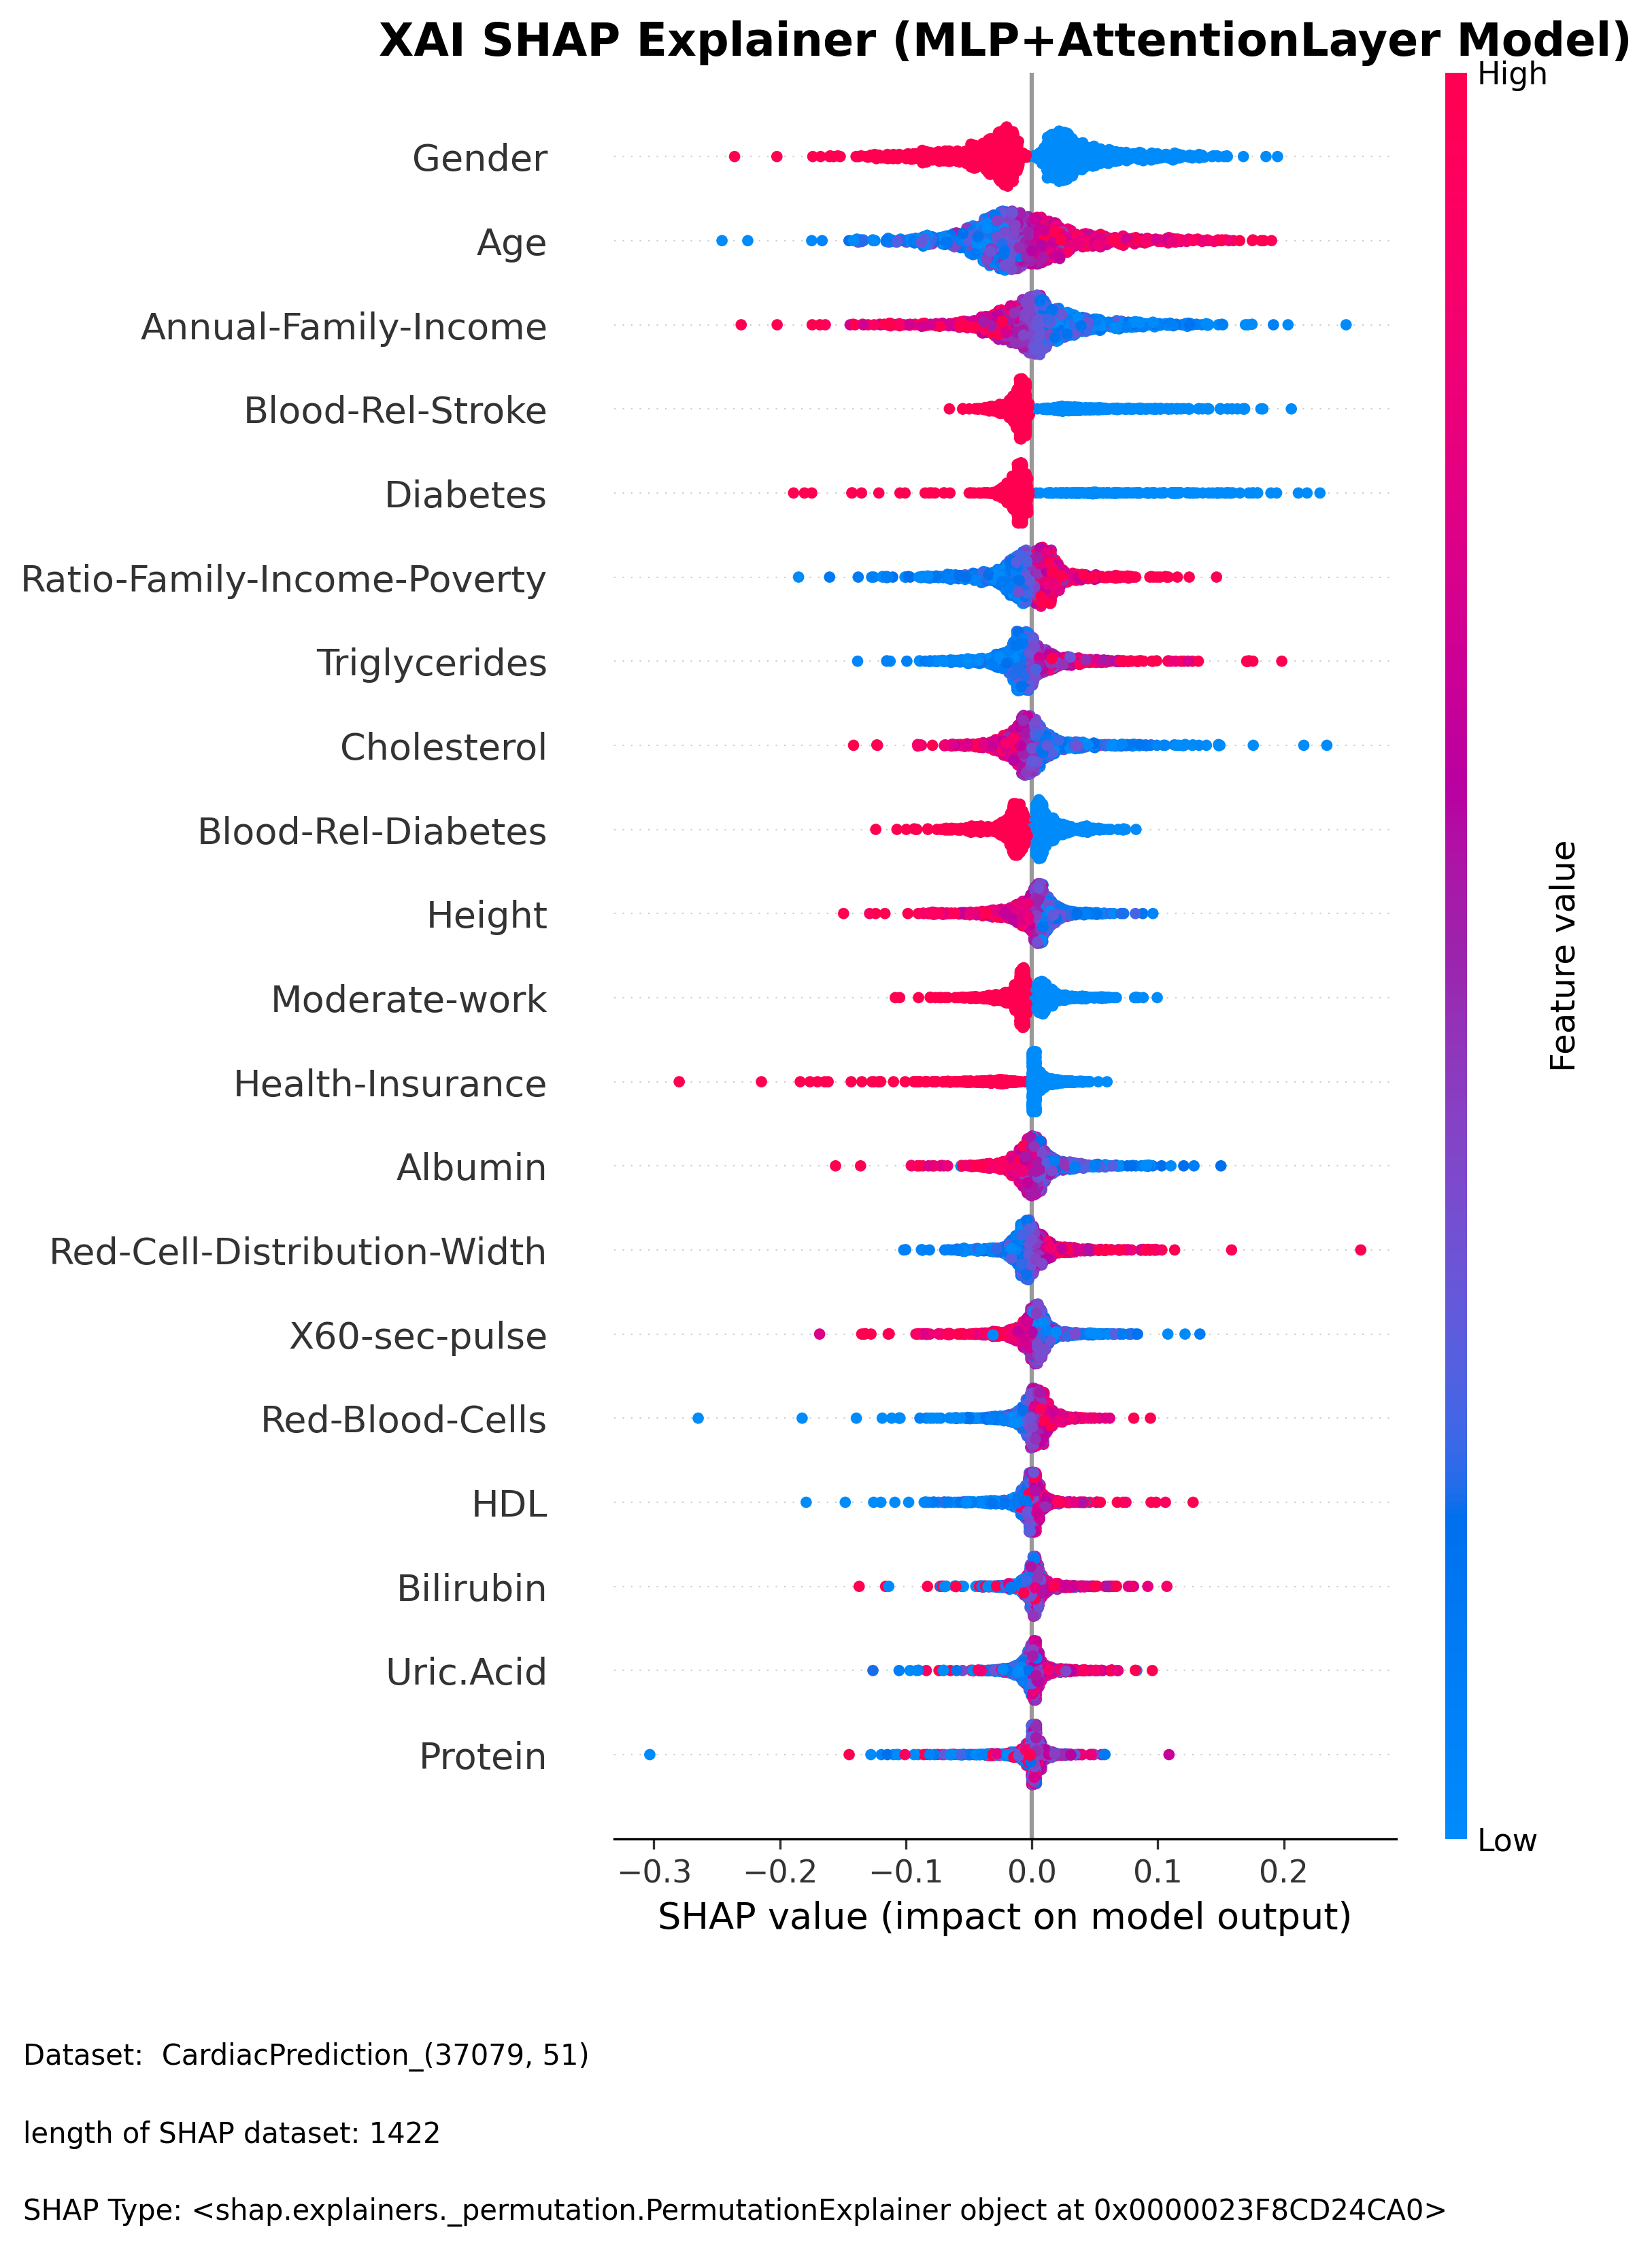 XAI SHAP Explainer (MLP+AttentionLayer Model)
High
Gender
Age
Annual-Family-Income
Blood-Rel-Stroke
Diabetes
Ratio-Family-Income-Poverty
Triglycerides
Cholesterol
Blood-Rel-Diabetes
Height
Moderate-work
Health-Insurance
Albumin
Red-Cell-Distribution-Width
X60-sec-pulse
Red-Blood-Cells
HDL
Bilirubin
Uric.Acid
Protein
Feature value
Low
−0.3 −0.2 −0.1 0.0 0.1 0.2
SHAP value (impact on model output)
Dataset:  CardiacPrediction_(37079, 51)
length of SHAP dataset: 1422
SHAP Type: <shap.explainers._permutation.PermutationExplainer object at 0x0000023F8CD24CA0>